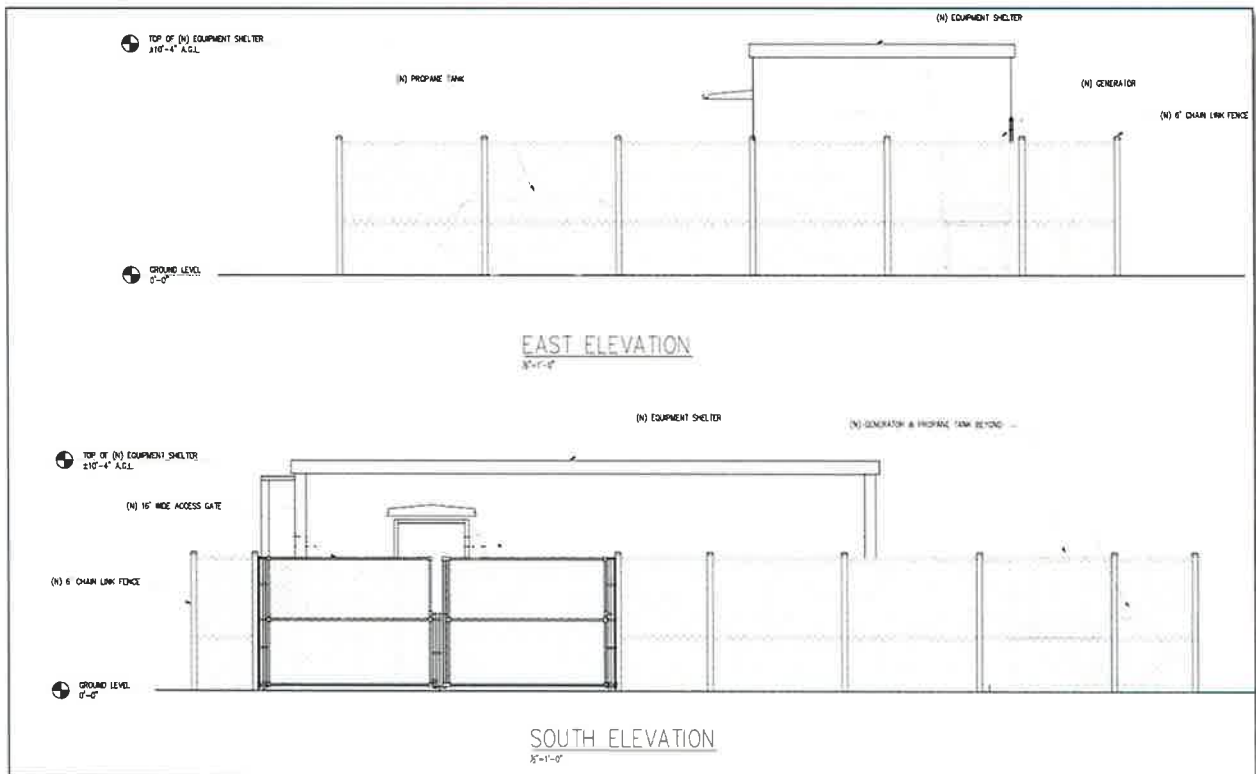 (N) EQUIPMENT SHELTER
TOP OF (N) EQUIPMENT SHELTER
±10'-4" A.G.L.
(N) PROPANE TANK
(N) GENERATOR
(N) 6' CHAIN LINK FENCE
GROUND LEVEL
0'-0"
EAST ELEVATION
(N) EQUIPMENT SHELTER
(N) GENERATOR & PROPANE TANK BEYOND
TOP OF (N) EQUIPMENT SHELTER
±10'-4" A.G.L.
(N) 16' WIDE ACCESS GATE
(N) 6' CHAIN LINK FENCE
GROUND LEVEL
0'-0"
SOUTH ELEVATION